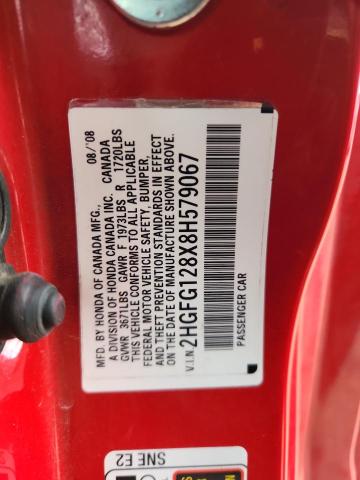 MFD. BY HONDA OF CANADA MFG., 08/'08
A DIVISION OF HONDA CANADA INC. CANADA
GVWR 3671LBS GAWR F 1973LBS R 1720LBS
THIS VEHICLE CONFORMS TO ALL APPLICABLE
FEDERAL MOTOR VEHICLE SAFETY, BUMPER,
AND THEFT PREVENTION STANDARDS IN EFFECT
ON THE DATE OF MANUFACTURE SHOWN ABOVE.
V.I.N. 2HGFG128X8H579067
PASSENGER CAR
SNE E2